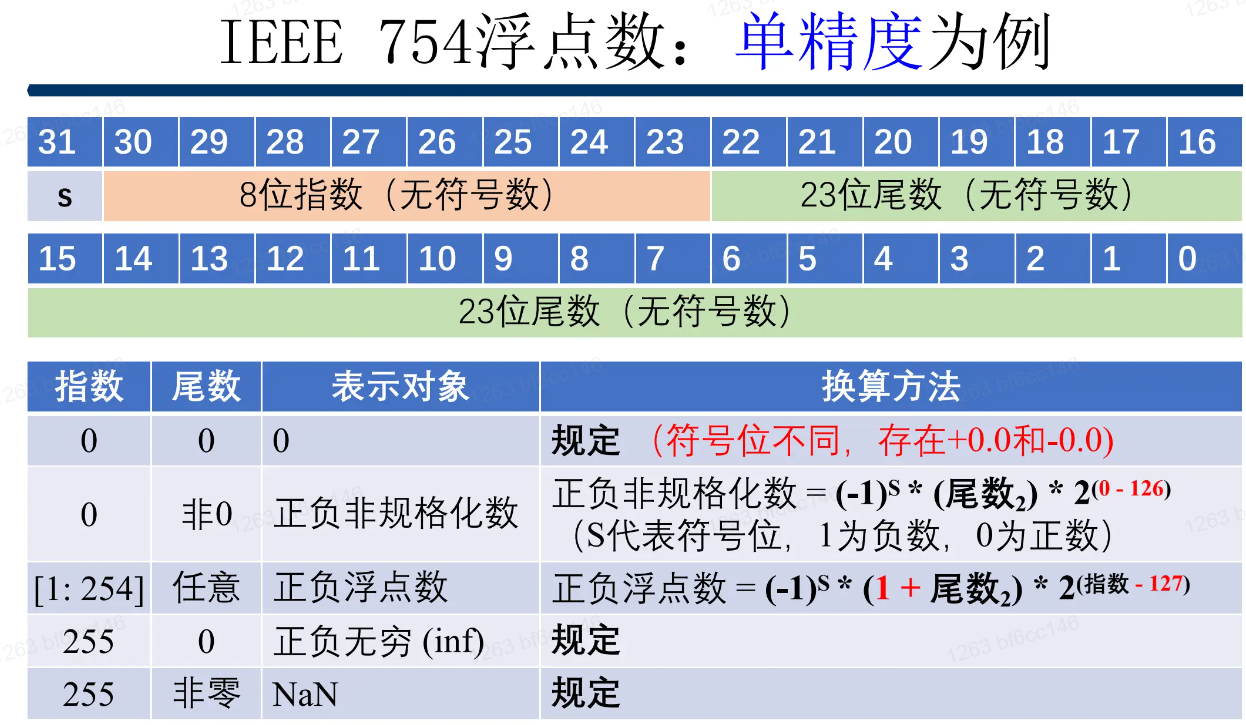 IEEE 754浮点数：单精度为例
31 30 29 28 27 26 25 24 23 22 21 20 19 18 17 16
s 8位指数（无符号数） 23位尾数（无符号数）
15 14 13 12 11 10 9 8 7 6 5 4 3 2 1 0
23位尾数（无符号数）
指数 尾数 表示对象 换算方法
0 0 0 规定 （符号位不同，存在+0.0和-0.0)
0 非0 正负非规格化数 正负非规格化数 = (-1)ˢ * (尾数₂) * 2(0 - 126)
（S代表符号位，1为负数，0为正数）
[1: 254] 任意 正负浮点数 正负浮点数 = (-1)ˢ * (1 + 尾数₂) * 2(指数 - 127)
255 0 正负无穷 (inf) 规定
255 非零 NaN 规定
1263 bf6cc146